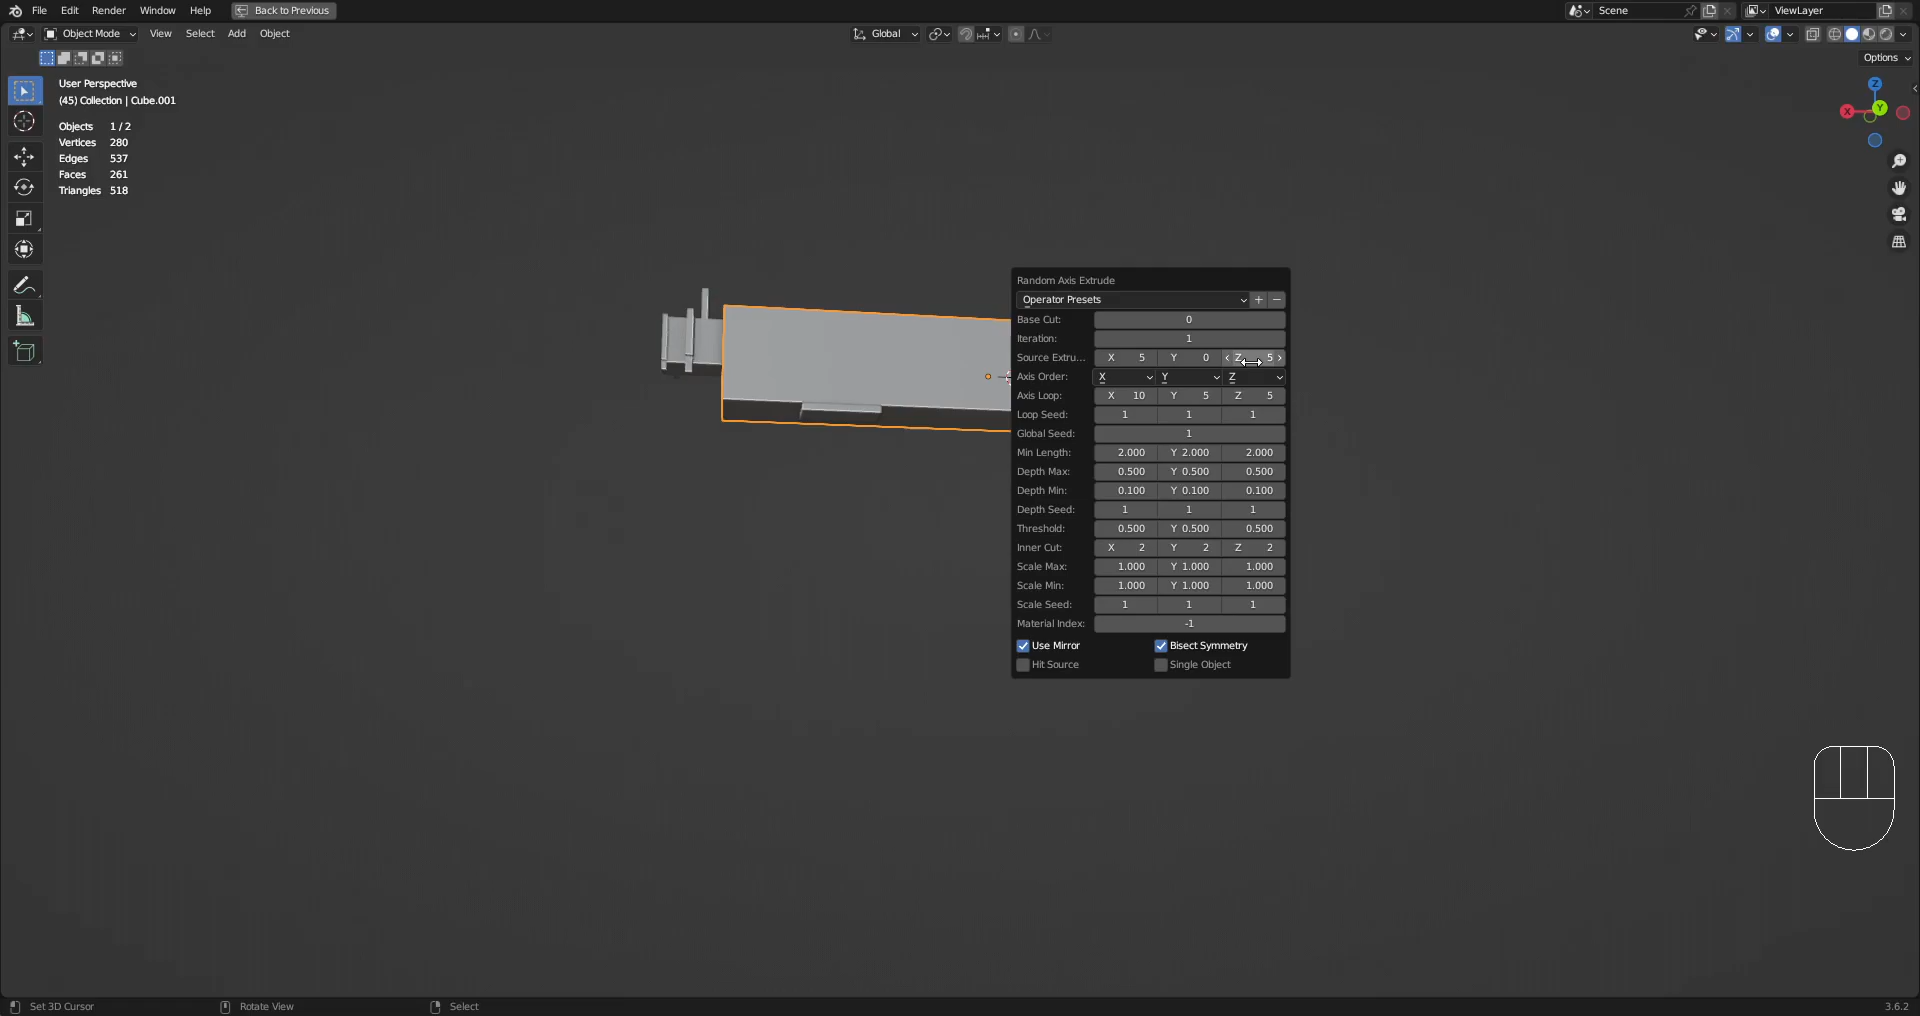 File Edit Render Window Help Back to Previous Scene ViewLayer
Object Mode View Select Add Object Global
Options
User Perspective
(45) Collection | Cube.001
Objects 1 / 2
Vertices 280
Edges 537
Faces 261
Triangles 518
Z
X Y
Random Axis Extrude
Operator Presets + −
Base Cut: 0
Iteration: 1
Source Extru... X 5 Y 0 Z 5
Axis Order: X Y Z
Axis Loop: X 10 Y 5 Z 5
Loop Seed: 1 1 1
Global Seed: 1
Min Length: 2.000 Y 2.000 2.000
Depth Max: 0.500 Y 0.500 0.500
Depth Min: 0.100 Y 0.100 0.100
Depth Seed: 1 1 1
Threshold: 0.500 Y 0.500 0.500
Inner Cut: X 2 Y 2 Z 2
Scale Max: 1.000 Y 1.000 1.000
Scale Min: 1.000 Y 1.000 1.000
Scale Seed: 1 1 1
Material Index: -1
Use Mirror Bisect Symmetry
Hit Source Single Object
Set 3D Cursor Rotate View Select 3.6.2